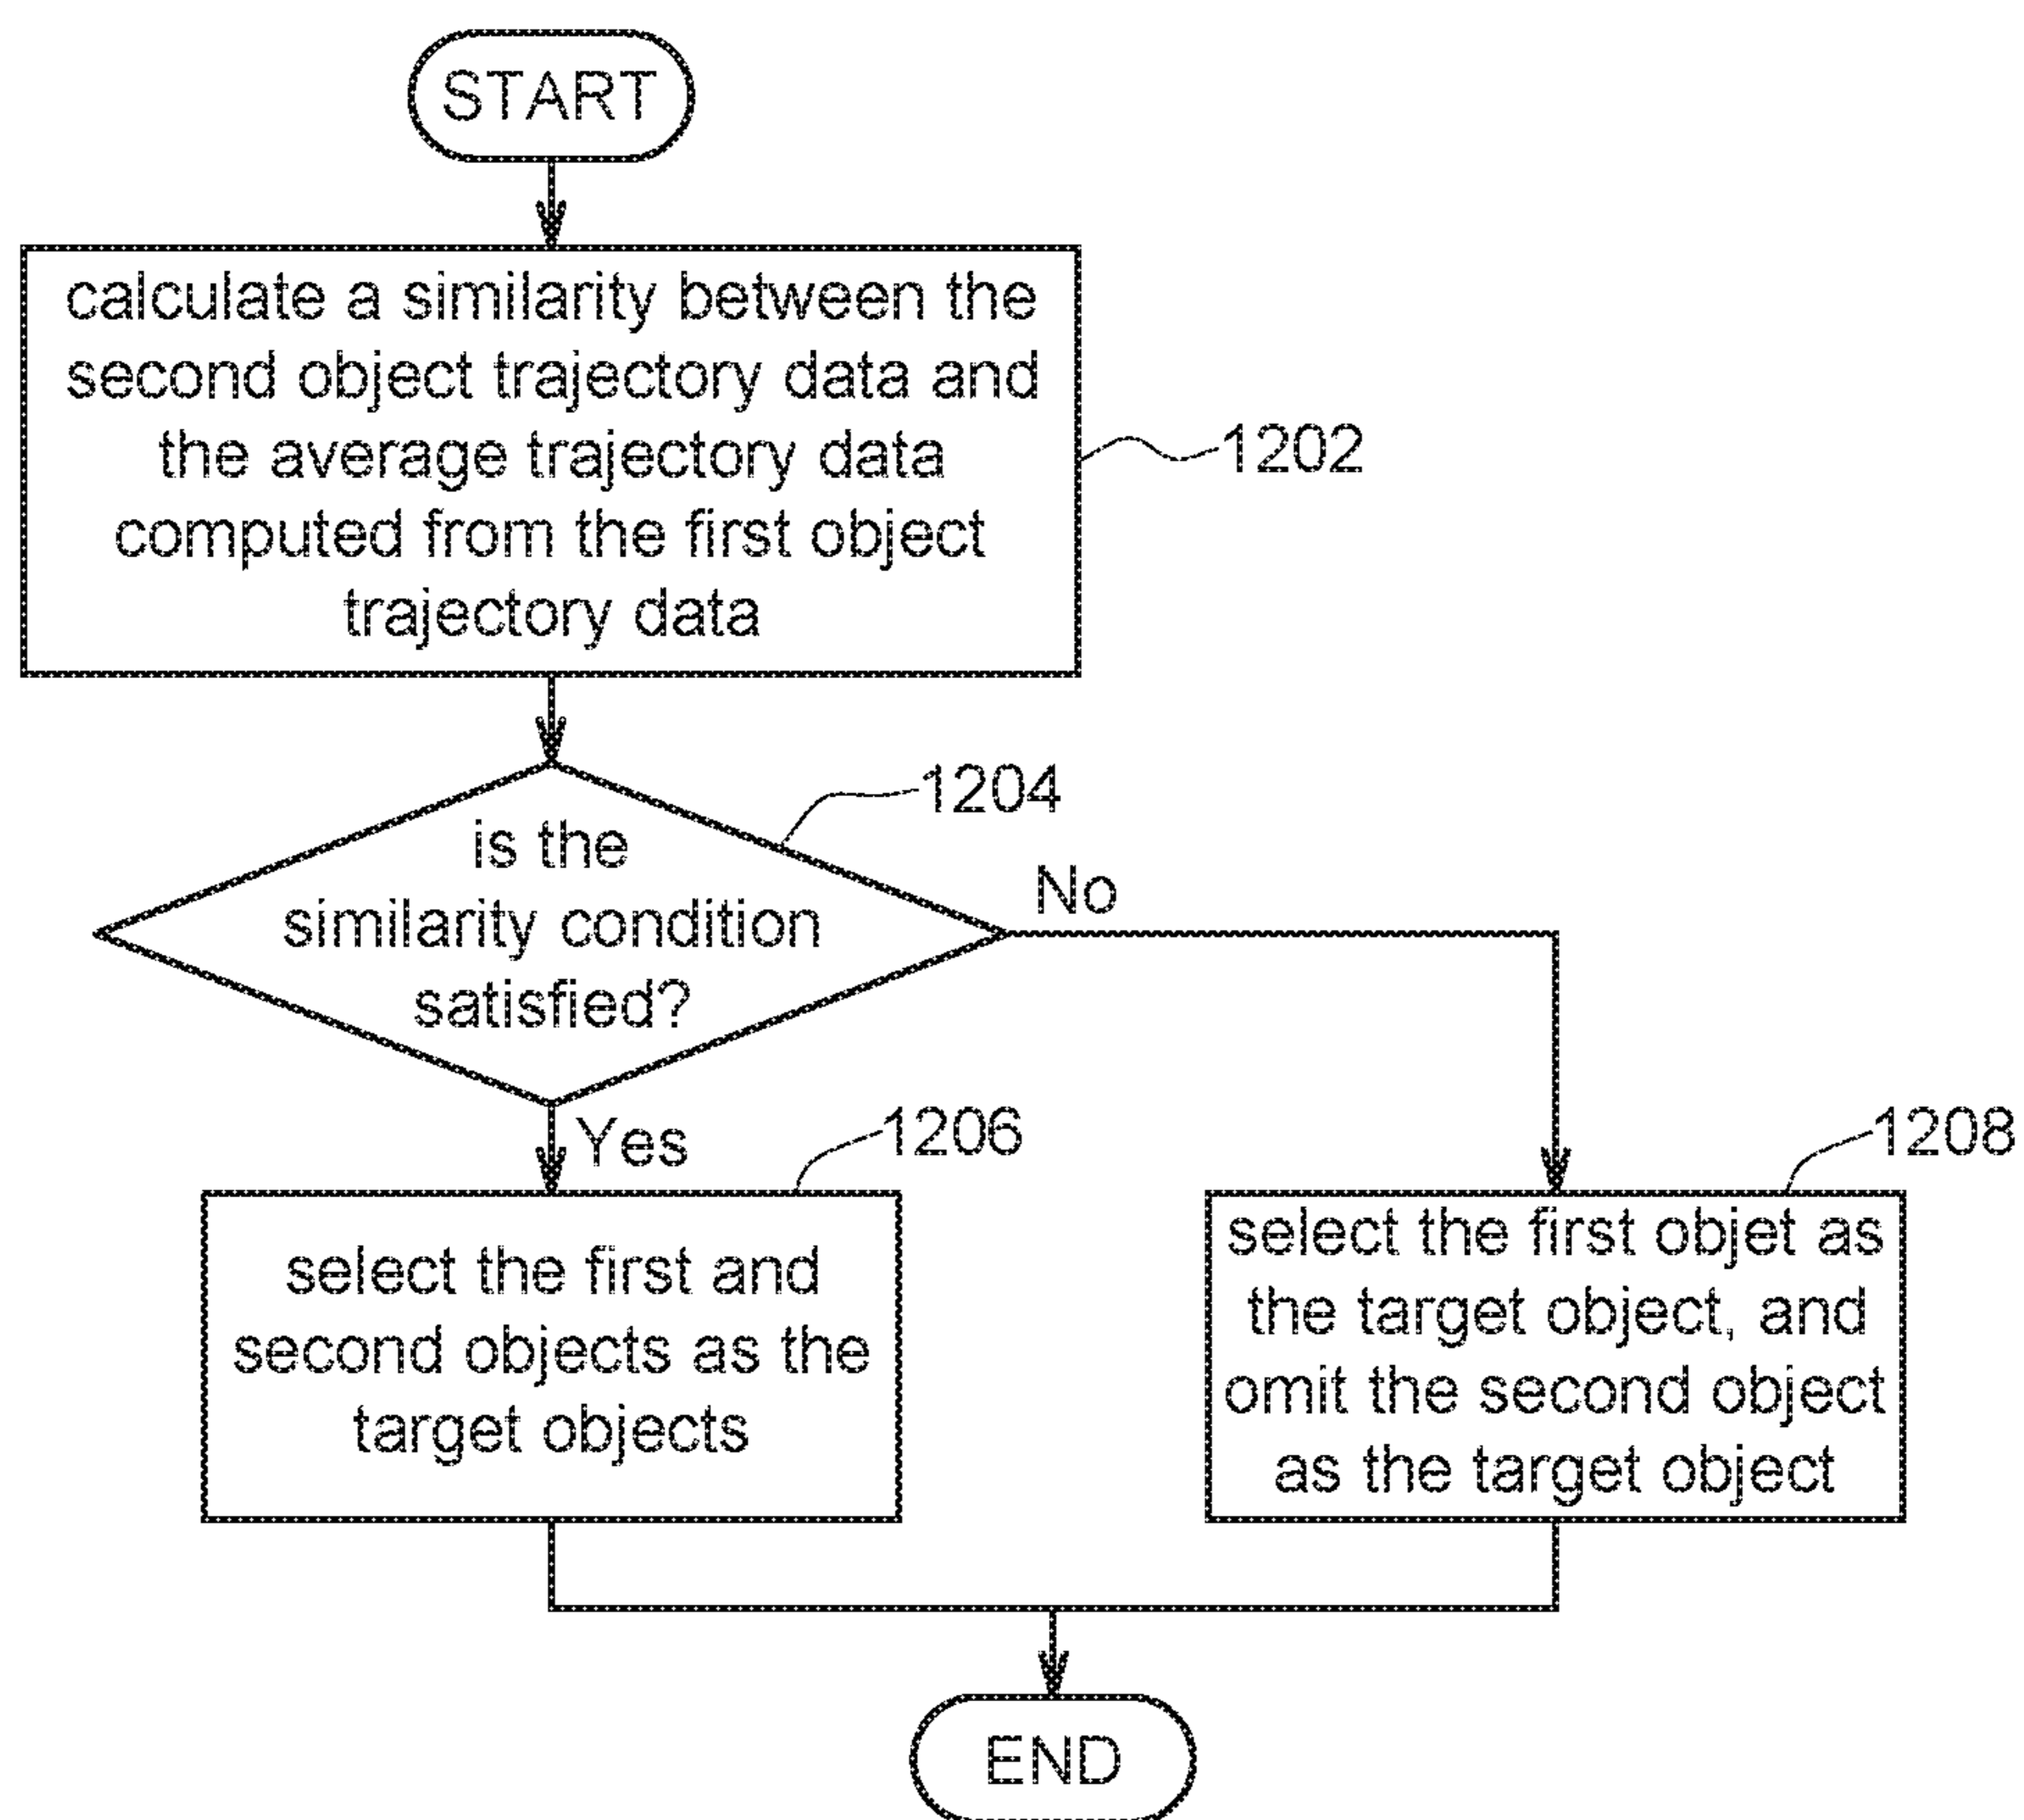 START
calculate a similarity between the
second object trajectory data and
the average trajectory data
computed from the first object
trajectory data
1202
1204
is the
similarity condition
satisfied?
No
Yes
1206
select the first and
second objects as the
target objects
1208
select the first objet as
the target object, and
omit the second object
as the target object
END